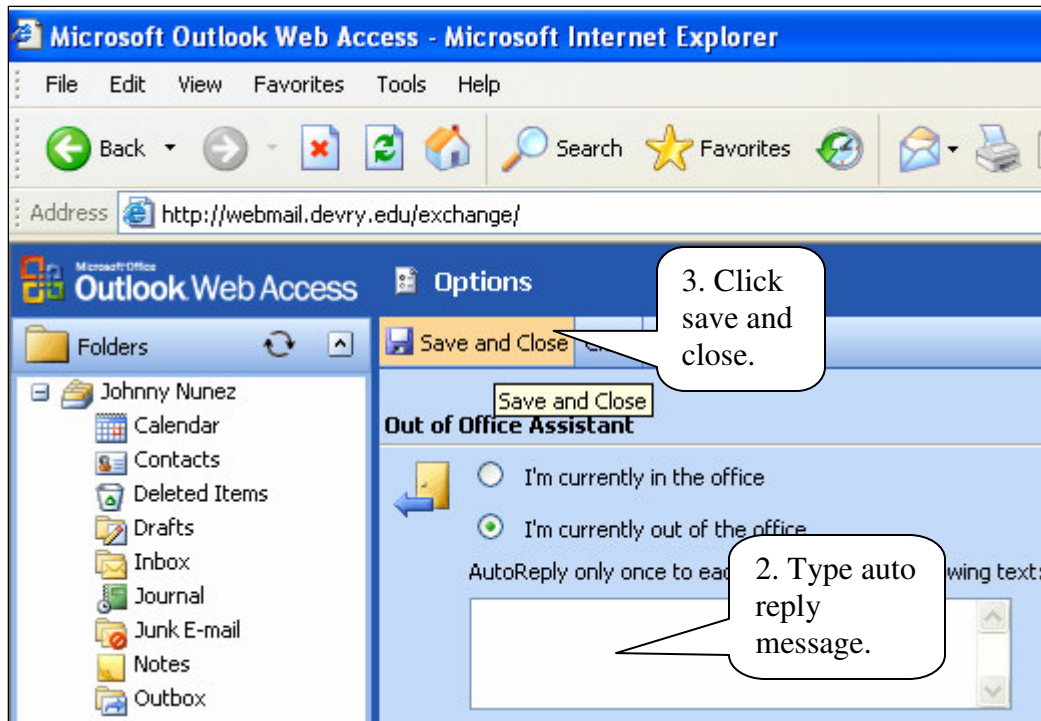 Microsoft Outlook Web Access - Microsoft Internet Explorer
File Edit View Favorites Tools Help
Back Search Favorites
Address http://webmail.devry.edu/exchange/
Microsoft Office
Outlook Web Access
Options
3. Click
save and
close.
Folders
Save and Close
Save and Close
Johnny Nunez
Calendar
Contacts
Deleted Items
Drafts
Inbox
Journal
Junk E-mail
Notes
Outbox
Out of Office Assistant
I'm currently in the office
I'm currently out of the office
AutoReply only once to eac wing text:
2. Type auto
reply
message.